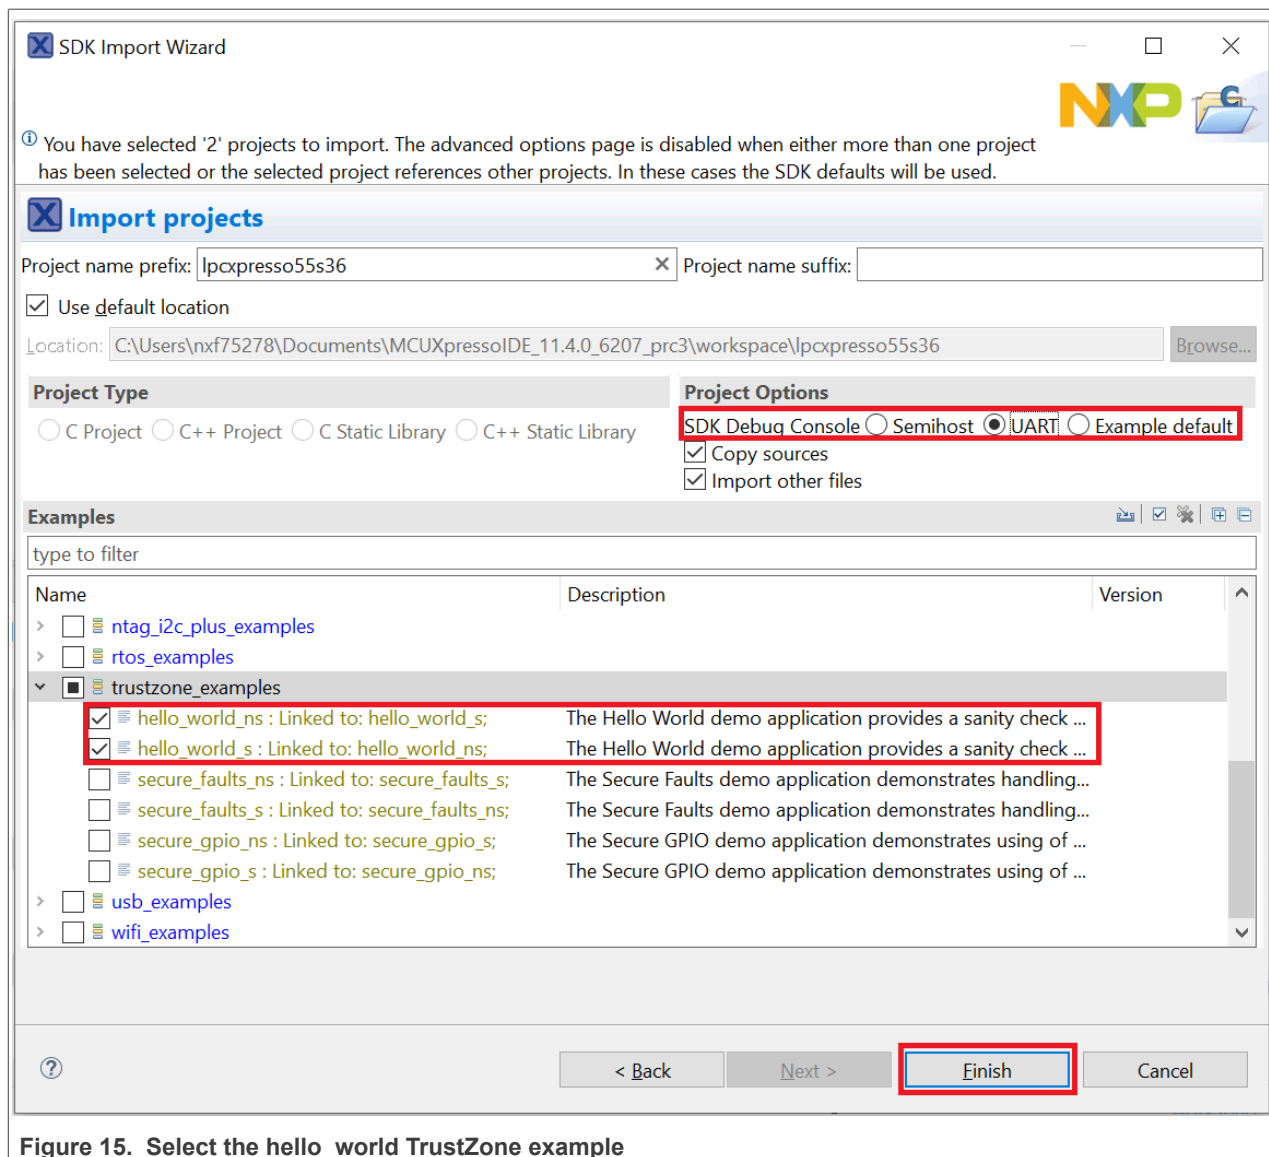 SDK Import Wizard
NXP
You have selected '2' projects to import. The advanced options page is disabled when either more than one project
has been selected or the selected project references other projects. In these cases the SDK defaults will be used.
Import projects
Project name prefix: lpcxpresso55s36 Project name suffix:
Use default location
Location: C:\Users\nxf75278\Documents\MCUXpressoIDE_11.4.0_6207_prc3\workspace\lpcxpresso55s36 Browse...
Project Type Project Options
C Project C++ Project C Static Library C++ Static Library SDK Debug Console Semihost UART Example default
Copy sources
Import other files
Examples
type to filter
Name Description Version
ntag_i2c_plus_examples
rtos_examples
trustzone_examples
hello_world_ns : Linked to: hello_world_s; The Hello World demo application provides a sanity check ...
hello_world_s : Linked to: hello_world_ns; The Hello World demo application provides a sanity check ...
secure_faults_ns : Linked to: secure_faults_s; The Secure Faults demo application demonstrates handling...
secure_faults_s : Linked to: secure_faults_ns; The Secure Faults demo application demonstrates handling...
secure_gpio_ns : Linked to: secure_gpio_s; The Secure GPIO demo application demonstrates using of ...
secure_gpio_s : Linked to: secure_gpio_ns; The Secure GPIO demo application demonstrates using of ...
usb_examples
wifi_examples
< Back Next > Finish Cancel
Figure 15. Select the hello_world TrustZone example